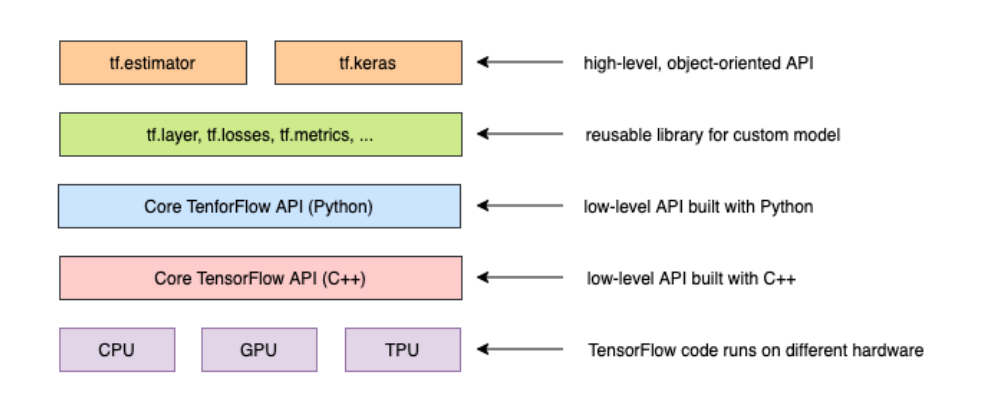 tf.estimator tf.keras high-level, object-oriented API
tf.layer, tf.losses, tf.metrics, ... reusable library for custom model
Core TenforFlow API (Python) low-level API built with Python
Core TensorFlow API (C++) low-level API built with C++
CPU GPU TPU TensorFlow code runs on different hardware